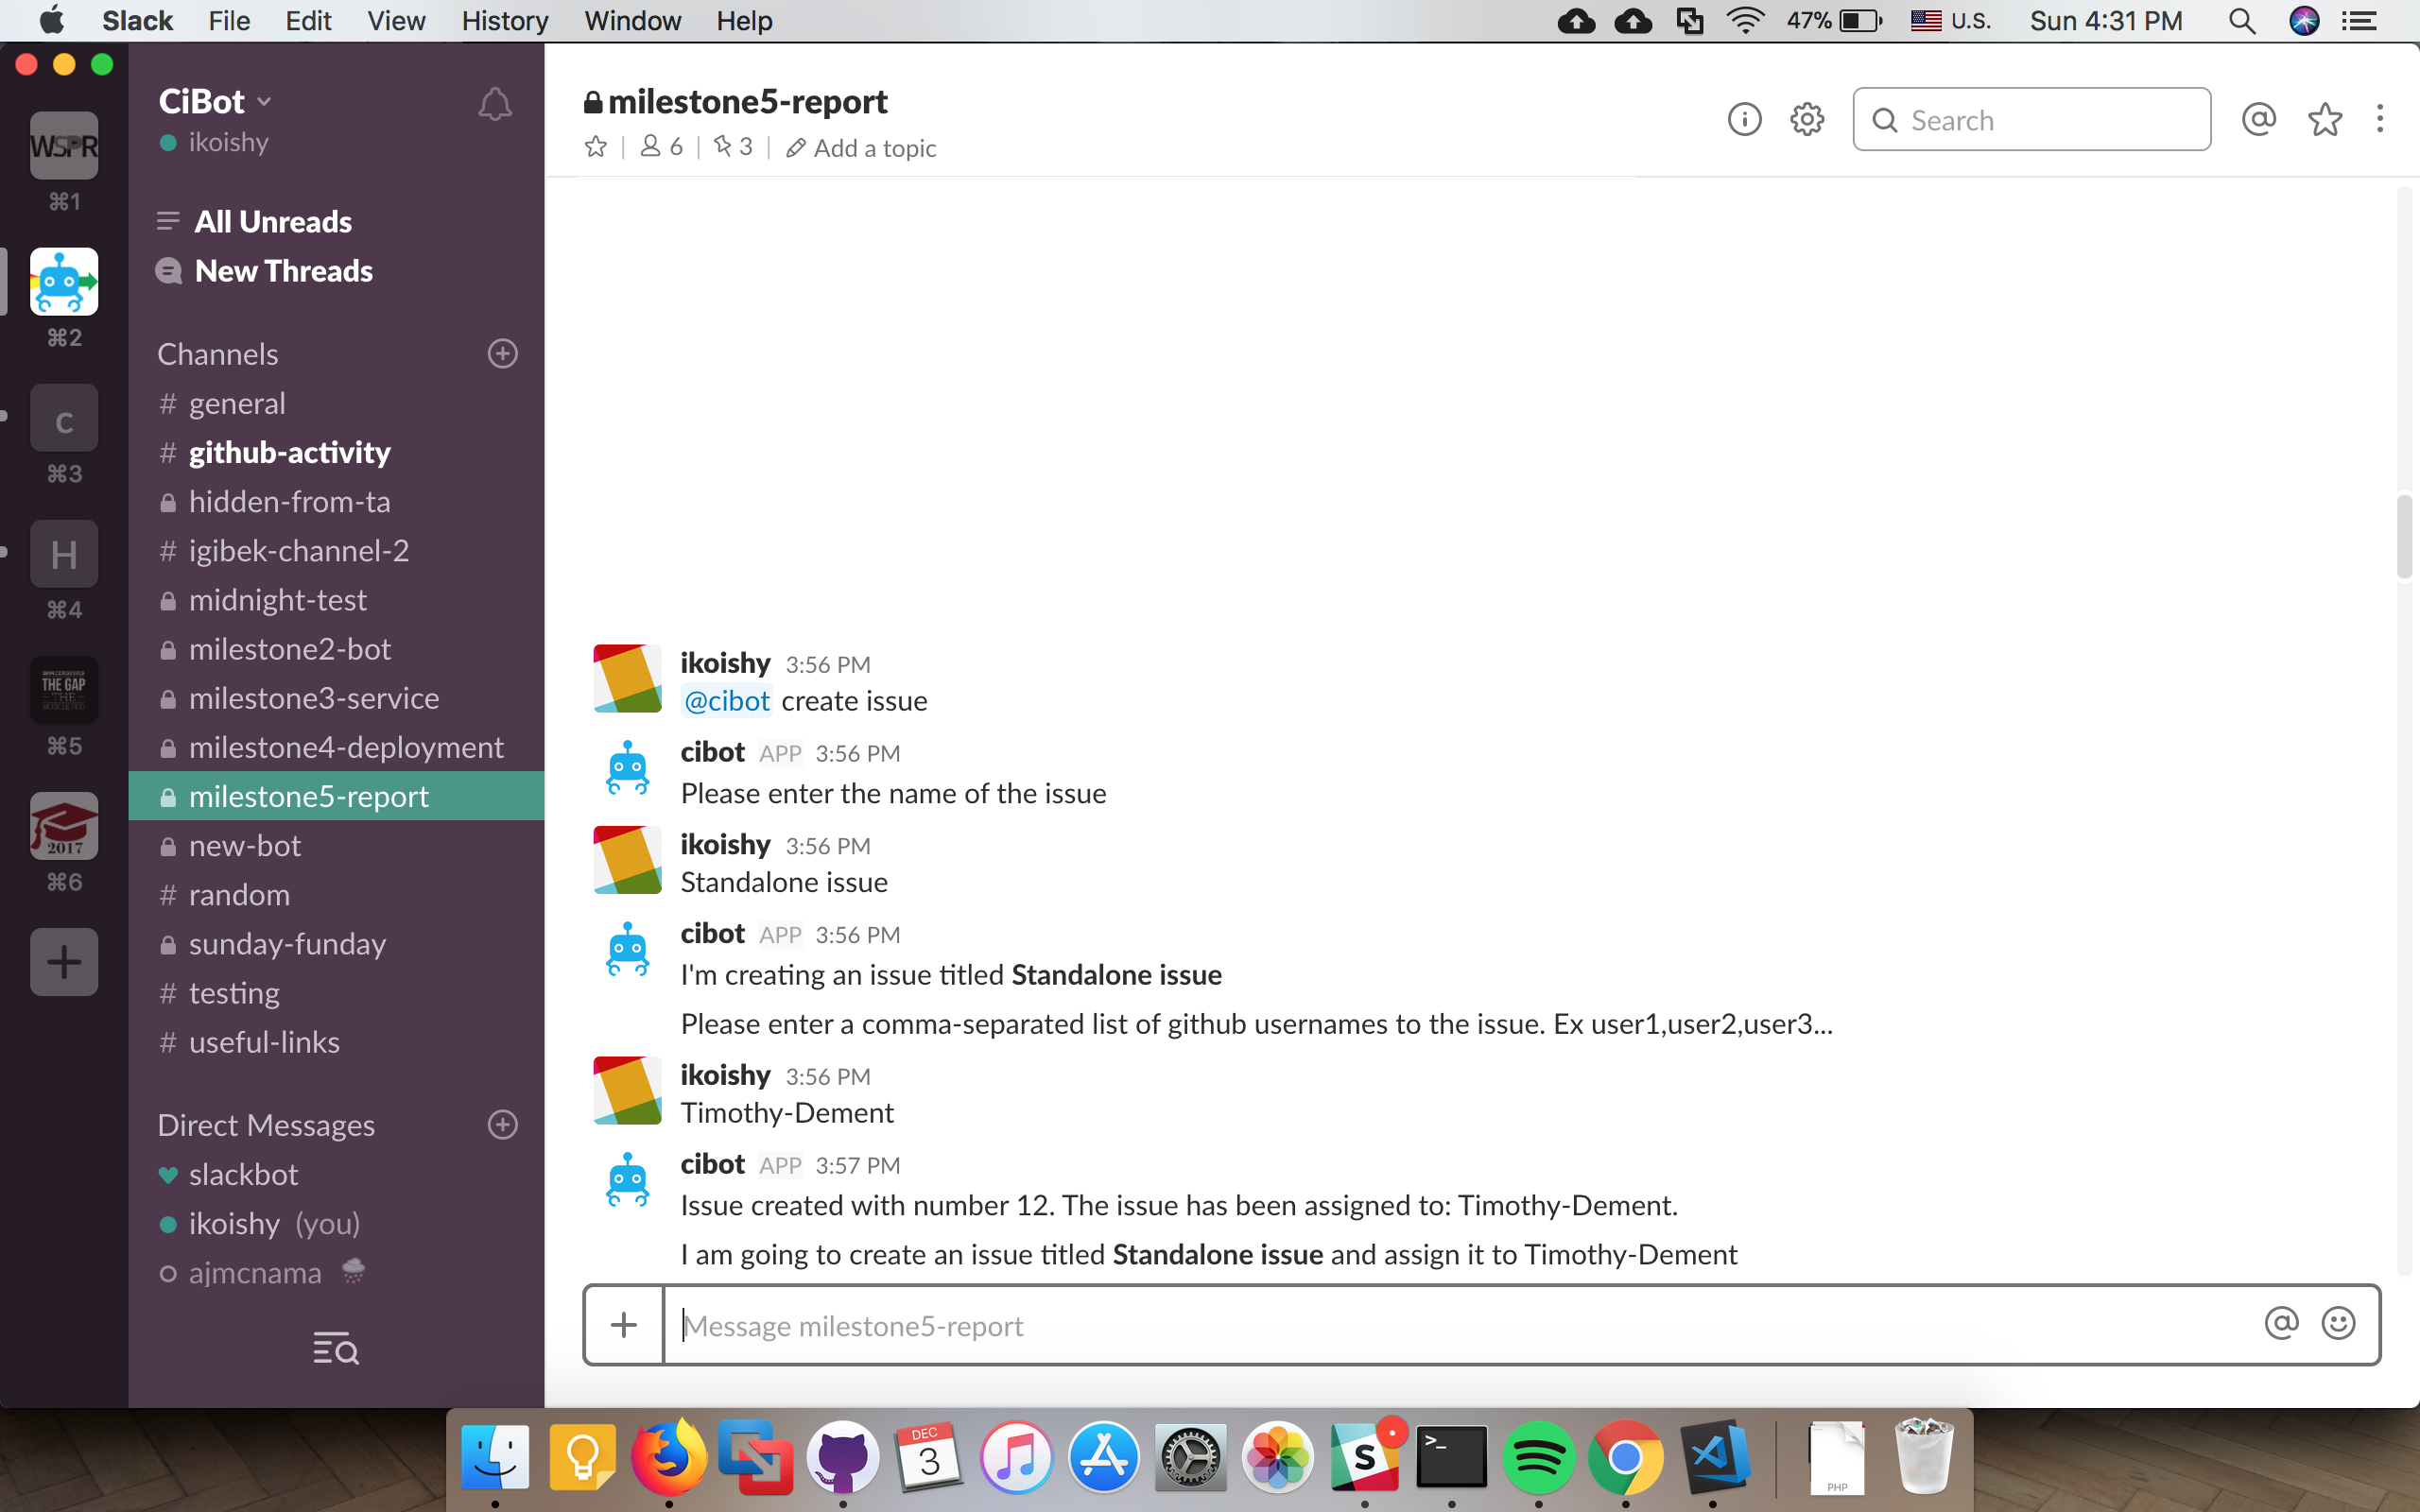 Slack File Edit View History Window Help 47% U.S. Sun 4:31 PM
WSPR
⌘1
⌘2
C
⌘3
H
⌘4
THE GAP
⌘5
2017
⌘6
CiBot
ikoishy
All Unreads
New Threads
Channels
# general
# github-activity
hidden-from-ta
# igibek-channel-2
midnight-test
milestone2-bot
milestone3-service
milestone4-deployment
milestone5-report
new-bot
# random
sunday-funday
# testing
# useful-links
Direct Messages
slackbot
ikoishy (you)
ajmcnama
milestone5-report
6 | 3 | Add a topic
Search
ikoishy 3:56 PM
@cibot create issue
cibot APP 3:56 PM
Please enter the name of the issue
ikoishy 3:56 PM
Standalone issue
cibot APP 3:56 PM
I'm creating an issue titled Standalone issue
Please enter a comma-separated list of github usernames to the issue. Ex user1,user2,user3...
ikoishy 3:56 PM
Timothy-Dement
cibot APP 3:57 PM
Issue created with number 12. The issue has been assigned to: Timothy-Dement.
I am going to create an issue titled Standalone issue and assign it to Timothy-Dement
Message milestone5-report
DEC
3
S
>_
PHP